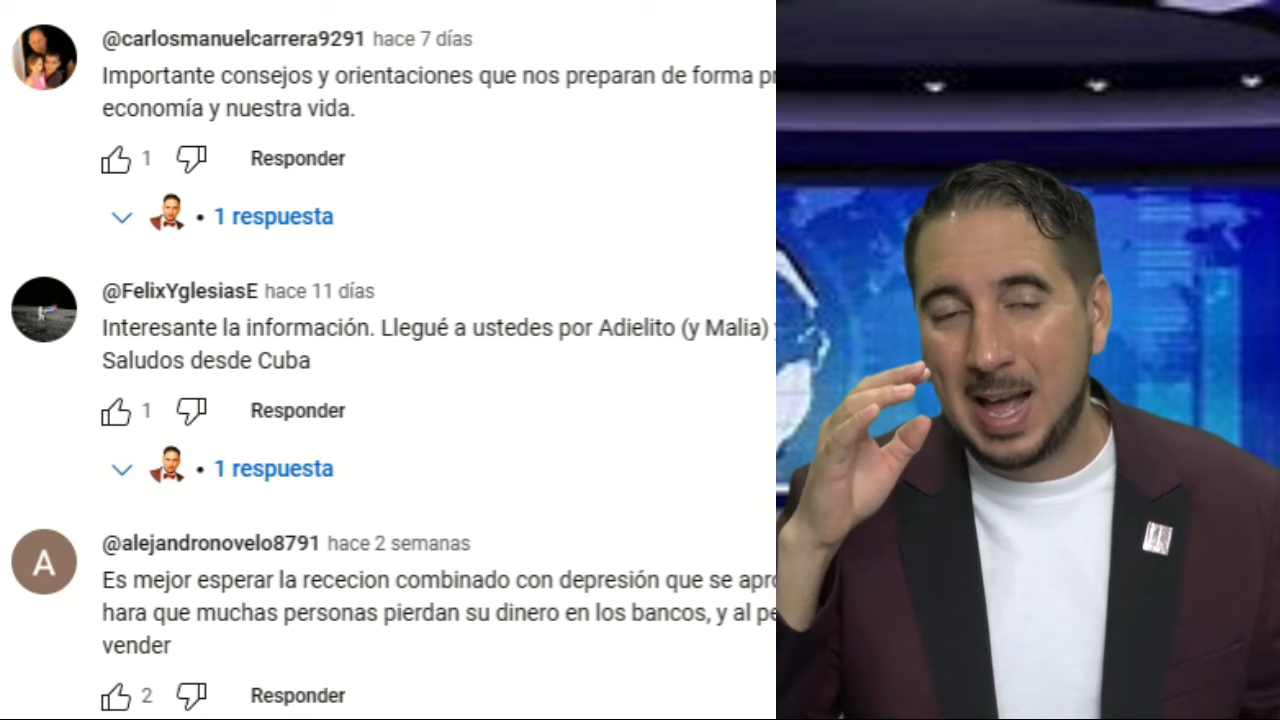 @carlosmanuelcarrera9291 hace 7 días
Importante consejos y orientaciones que nos preparan de forma
economía y nuestra vida.
1
Responder
• 1 respuesta
@FelixYglesiasE hace 11 días
Interesante la información. Llegué a ustedes por Adielito (y Malia)
Saludos desde Cuba
1
Responder
• 1 respuesta
A
@alejandronovelo8791 hace 2 semanas
Es mejor esperar la rececion combinado con depresión que se
hara que muchas personas pierdan su dinero en los bancos, y al
vender
2
Responder